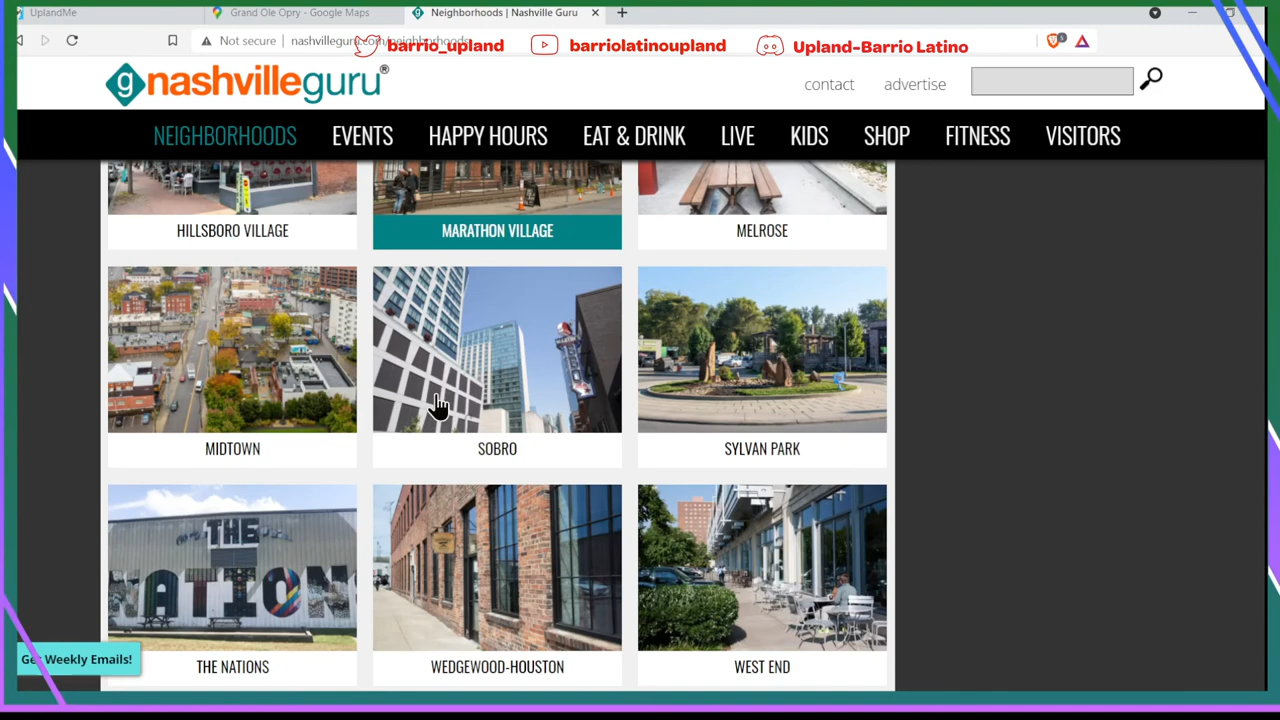 UplandMe
Grand Ole Opry - Google Maps
Neighborhoods | Nashville Guru
Not secure
nashvilleguru.com/neighborhoods
barrio_upland
barriolatinoupland
Upland-Barrio Latino
g nashvilleguru®
contact
advertise
NEIGHBORHOODS
EVENTS
HAPPY HOURS
EAT & DRINK
LIVE
KIDS
SHOP
FITNESS
VISITORS
HILLSBORO VILLAGE
MARATHON VILLAGE
MELROSE
MIDTOWN
SOBRO
SYLVAN PARK
THE
NATIONS
THE NATIONS
WEDGEWOOD-HOUSTON
WEST END
Get Weekly Emails!